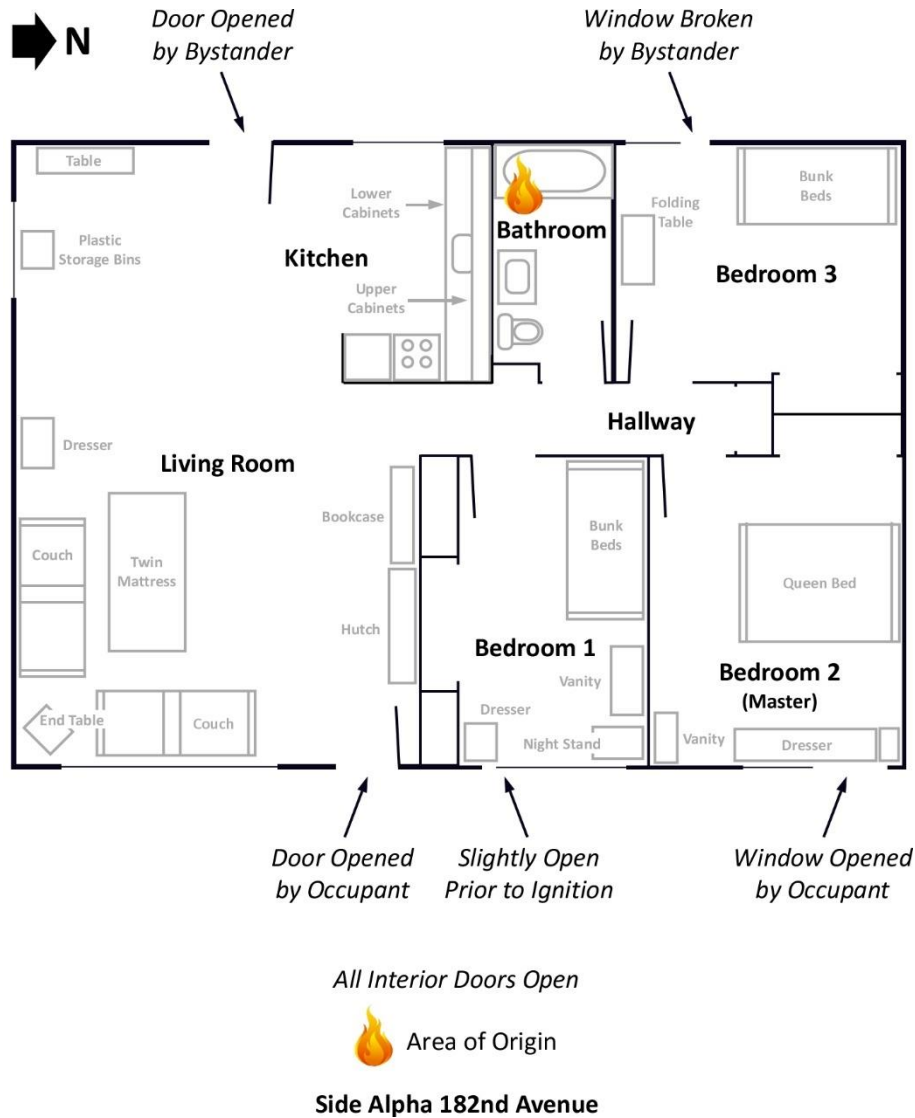 N
Door Opened
by Bystander
Window Broken
by Bystander
Table
Lower
Cabinets
Bunk
Beds
Folding
Table
Bathroom
Plastic
Storage Bins
Kitchen
Bedroom 3
Upper
Cabinets
Hallway
Dresser
Living Room
Bookcase
Bunk
Beds
Couch
Twin
Mattress
Queen Bed
Hutch
Bedroom 1
Vanity
Bedroom 2
(Master)
End Table
Couch
Dresser
Night Stand
Vanity
Dresser
Door Opened
by Occupant
Slightly Open
Prior to Ignition
Window Opened
by Occupant
All Interior Doors Open
Area of Origin
Side Alpha 182nd Avenue